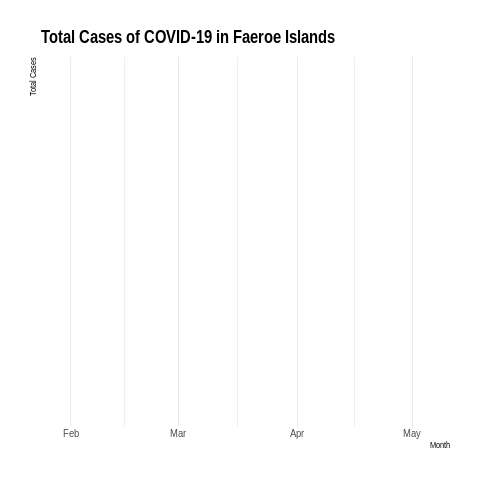 Total Cases of COVID-19 in Faeroe Islands
Total Cases
Feb Mar Apr May
Month